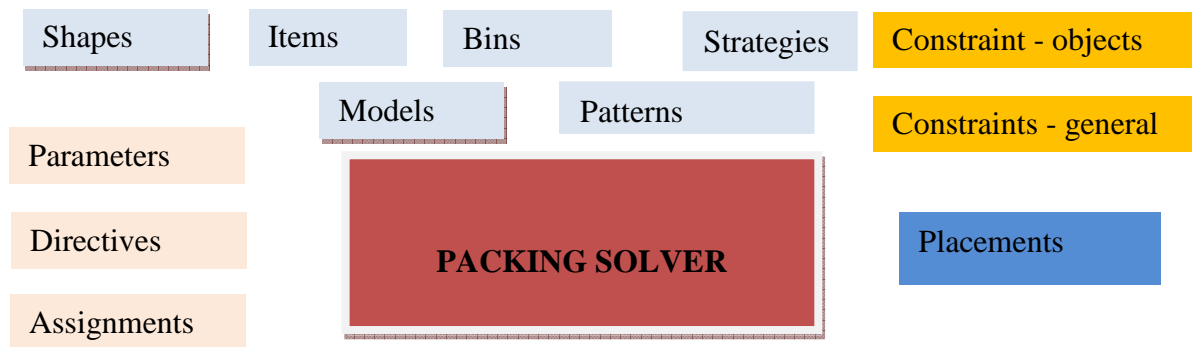 Shapes
Items
Bins
Strategies
Constraint - objects
Models
Patterns
Constraints - general
Parameters
Directives
PACKING SOLVER
Placements
Assignments